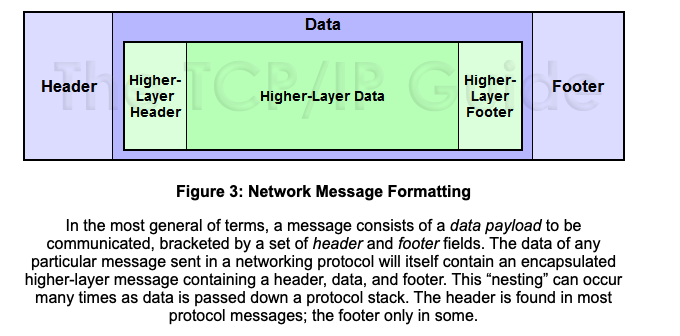 Data
Header
Higher-
Layer
Header
Higher-Layer Data
Higher-
Layer
Footer
Footer
The TCP/IP Guide
Figure 3: Network Message Formatting
In the most general of terms, a message consists of a data payload to be
communicated, bracketed by a set of header and footer fields. The data of any
particular message sent in a networking protocol will itself contain an encapsulated
higher-layer message containing a header, data, and footer. This “nesting” can occur
many times as data is passed down a protocol stack. The header is found in most
protocol messages; the footer only in some.